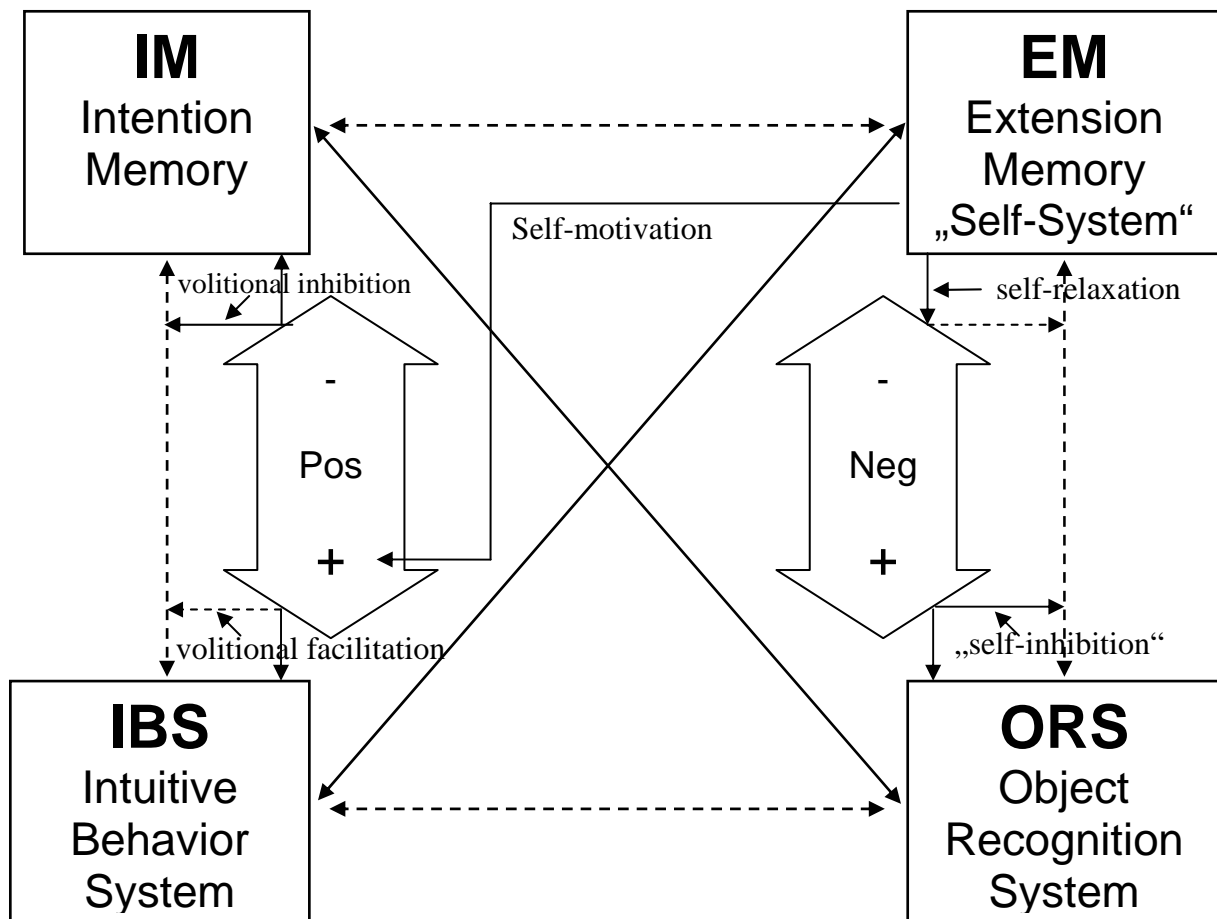 IM
Intention
Memory
EM
Extension
Memory
„Self-System“
Self-motivation
volitional inhibition
self-relaxation
-
Pos
+
-
Neg
+
volitional facilitation
„self-inhibition“
IBS
Intuitive
Behavior
System
ORS
Object
Recognition
System